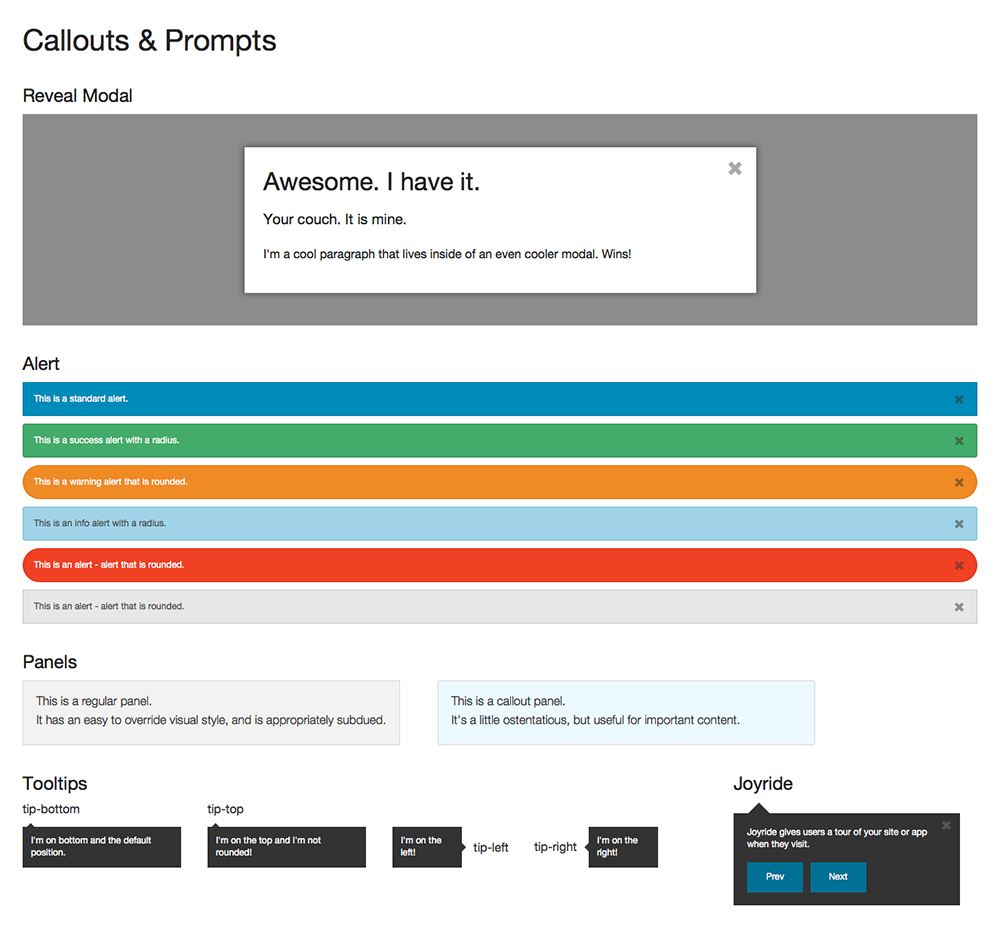 Callouts & Prompts
Reveal Modal
Awesome. I have it.
Your couch. It is mine.
I'm a cool paragraph that lives inside of an even cooler modal. Wins!
Alert
This is a standard alert.
This is a success alert with a radius.
This is a warning alert that is rounded.
This is an info alert with a radius.
This is an alert - alert that is rounded.
This is an alert - alert that is rounded.
Panels
This is a regular panel.
It has an easy to override visual style, and is appropriately subdued.
This is a callout panel.
It's a little ostentatious, but useful for important content.
Tooltips
tip-bottom
I'm on bottom and the default
position.
tip-top
I'm on the top and I'm not
rounded!
I'm on the
left!
tip-left
tip-right
I'm on the
right!
Joyride
Joyride gives users a tour of your site or app
when they visit.
Prev
Next